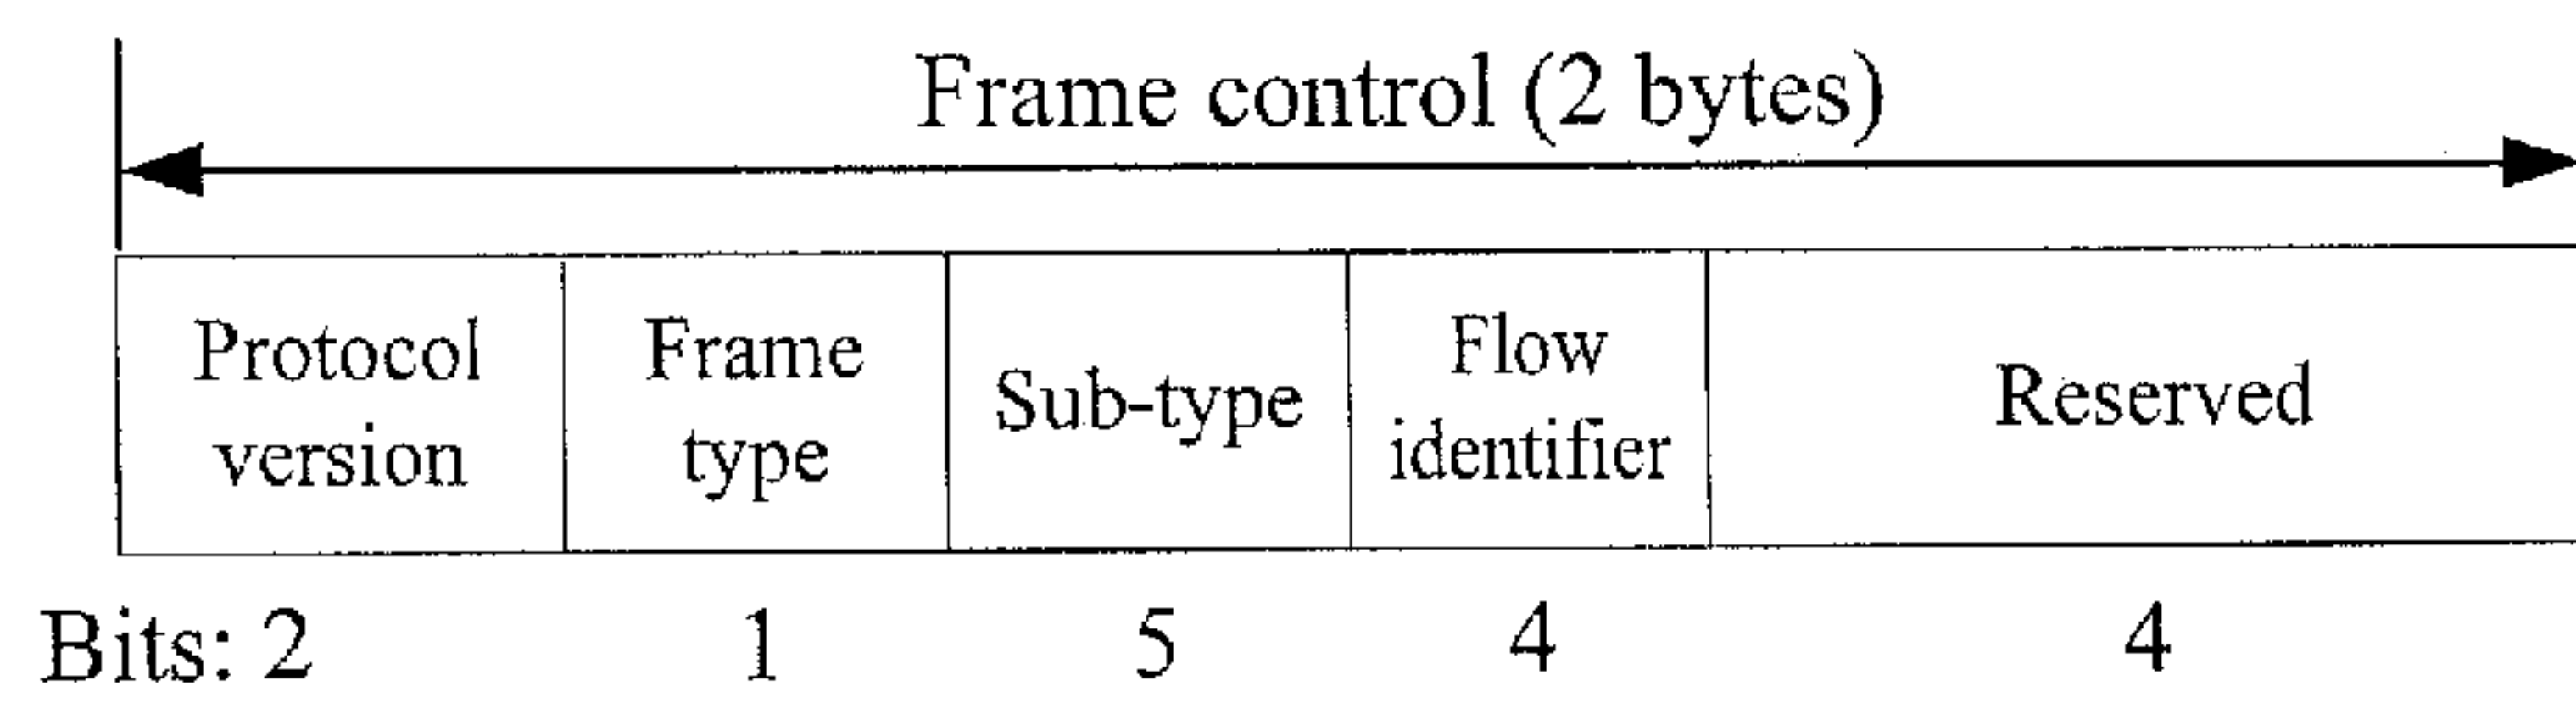 Frame control (2 bytes)
Protocol
version
Frame
type
Sub-type
Flow
identifier
Reserved
Bits: 2 1 5 4 4